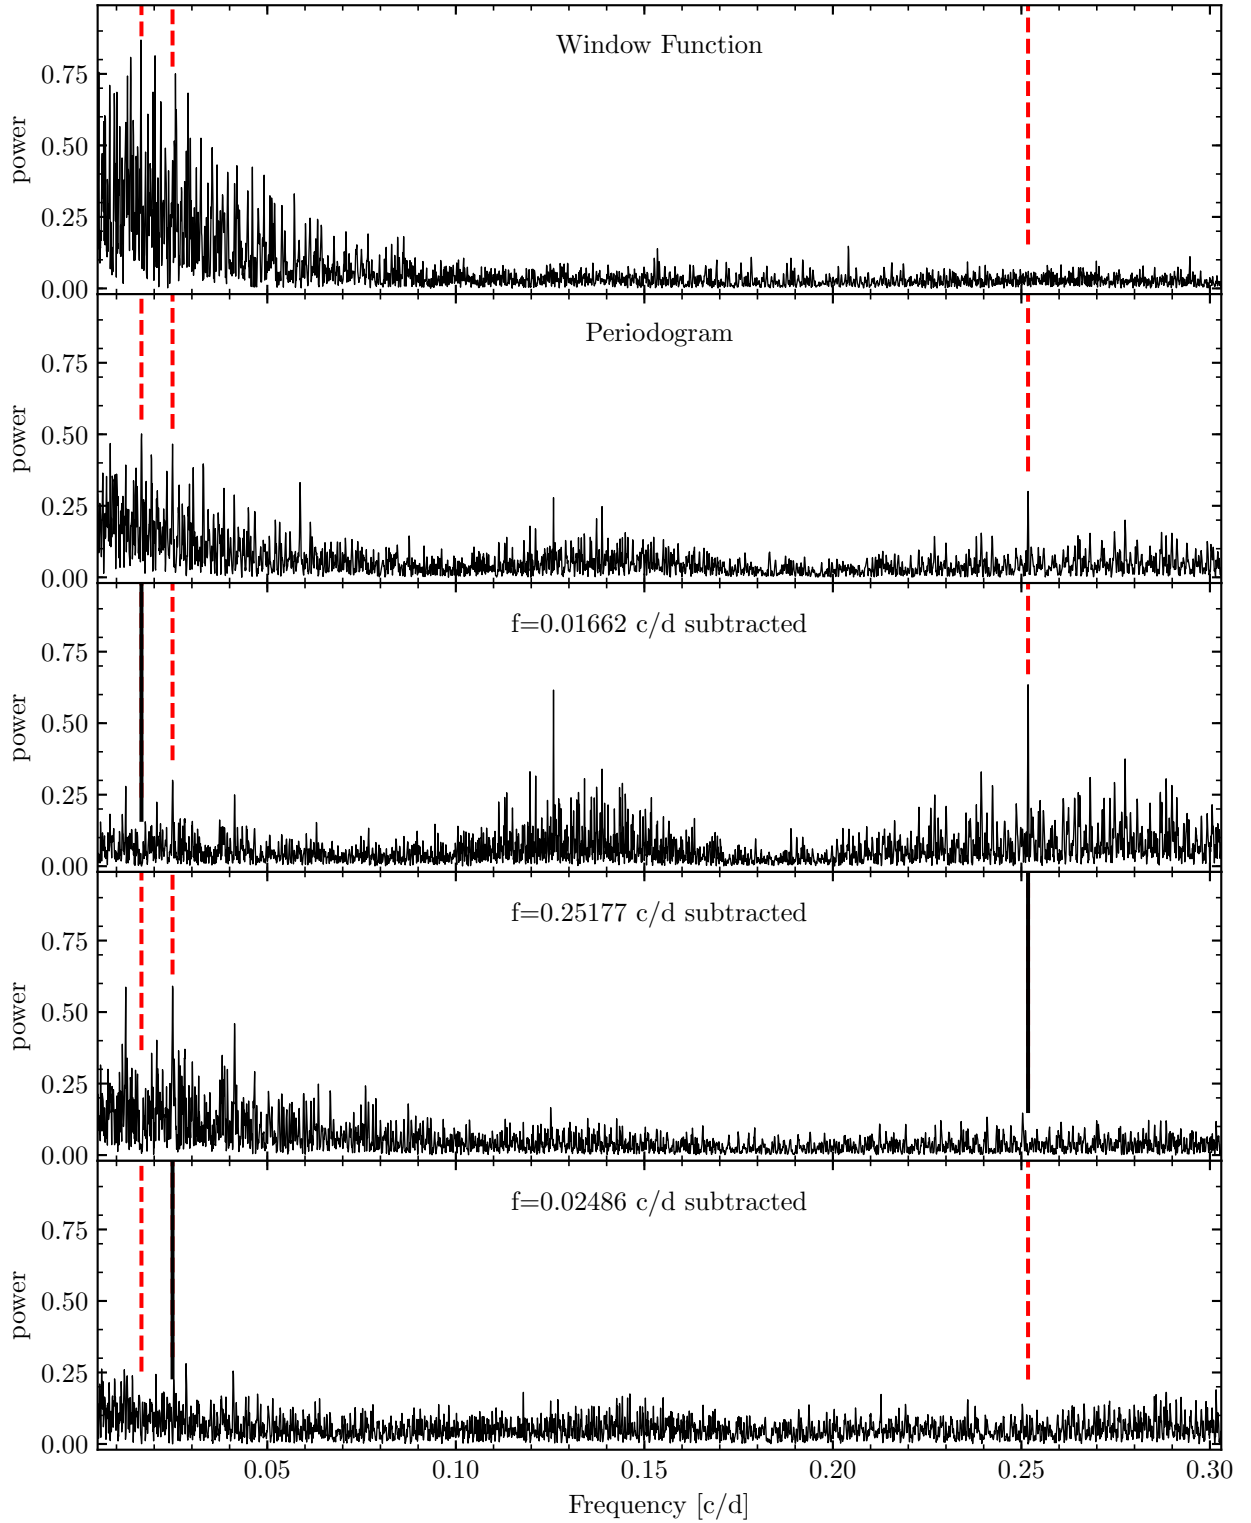 Window Function
0.75
0.50
0.25
0.00
power
Periodogram
0.75
0.50
0.25
0.00
power
f=0.01662 c/d subtracted
0.75
0.50
0.25
0.00
power
f=0.25177 c/d subtracted
0.75
0.50
0.25
0.00
power
f=0.02486 c/d subtracted
0.75
0.50
0.25
0.00
power
0.05 0.10 0.15 0.20 0.25 0.30
Frequency [c/d]